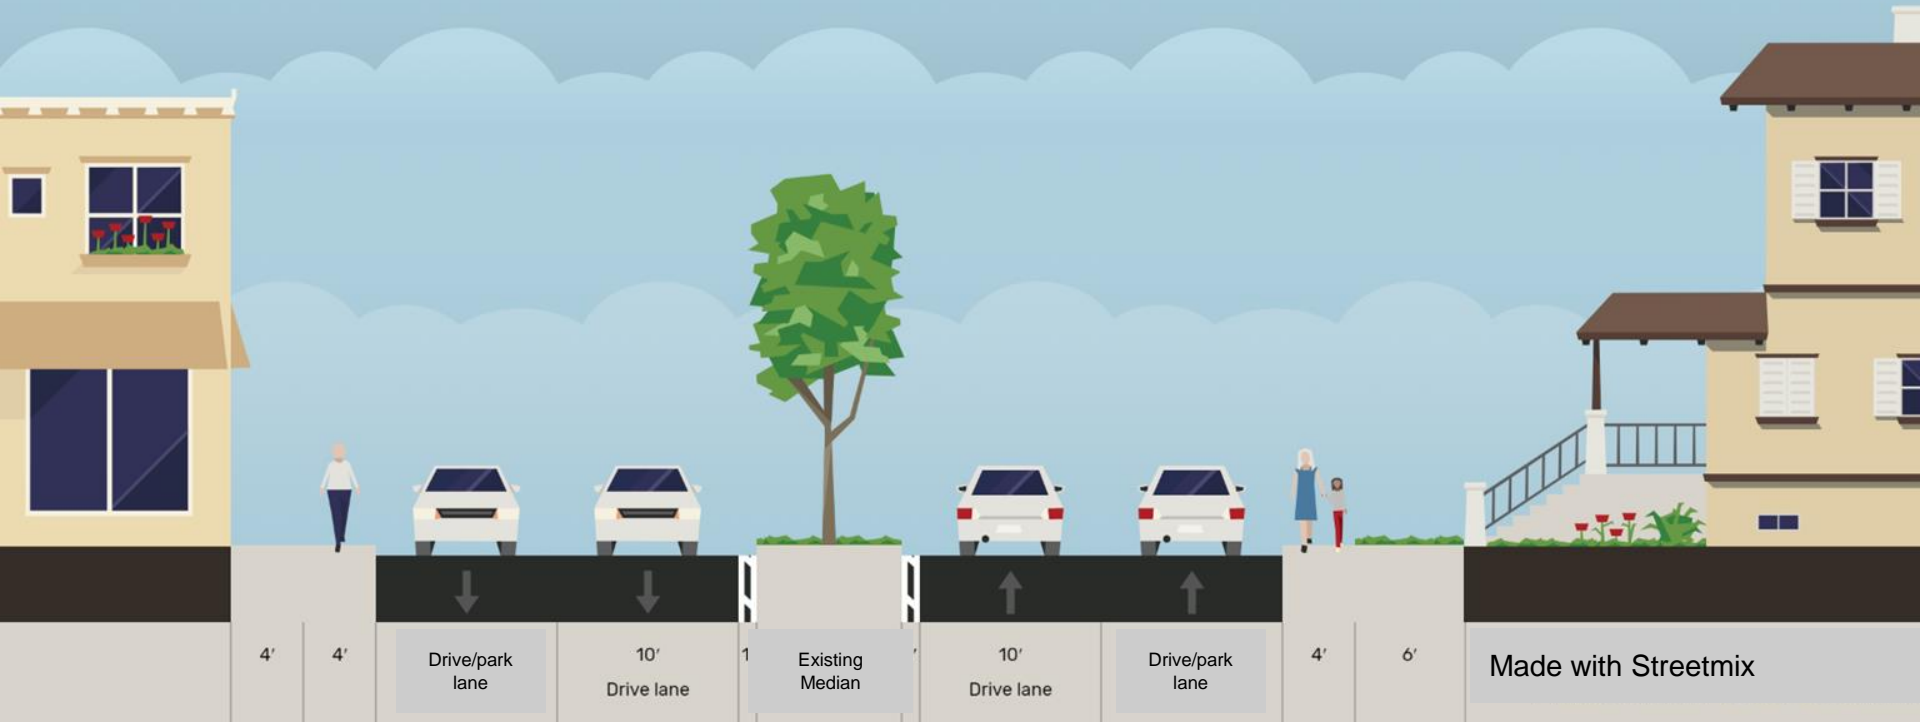 4′
4′
Drive/park
lane
10′
Drive lane
1
Existing
Median
′
10′
Drive lane
Drive/park
lane
4′
6′
Made with Streetmix